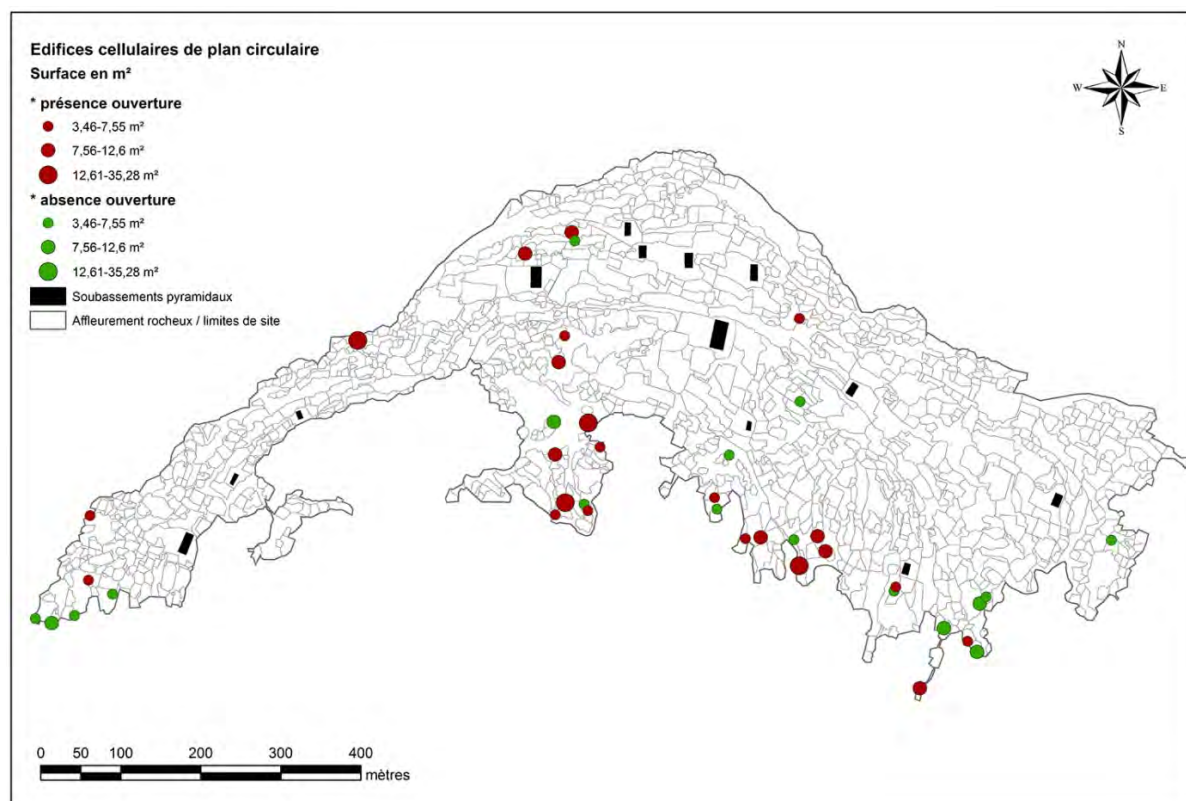 Edifices cellulaires de plan circulaire
Surface en m²
* présence ouverture
3,46-7,55 m²
7,56-12,6 m²
12,61-35,28 m²
* absence ouverture
3,46-7,55 m²
7,56-12,6 m²
12,61-35,28 m²
Soubassements pyramidaux
Affleurement rocheux / limites de site
N
W E
S
0 50 100 200 300 400
mètres